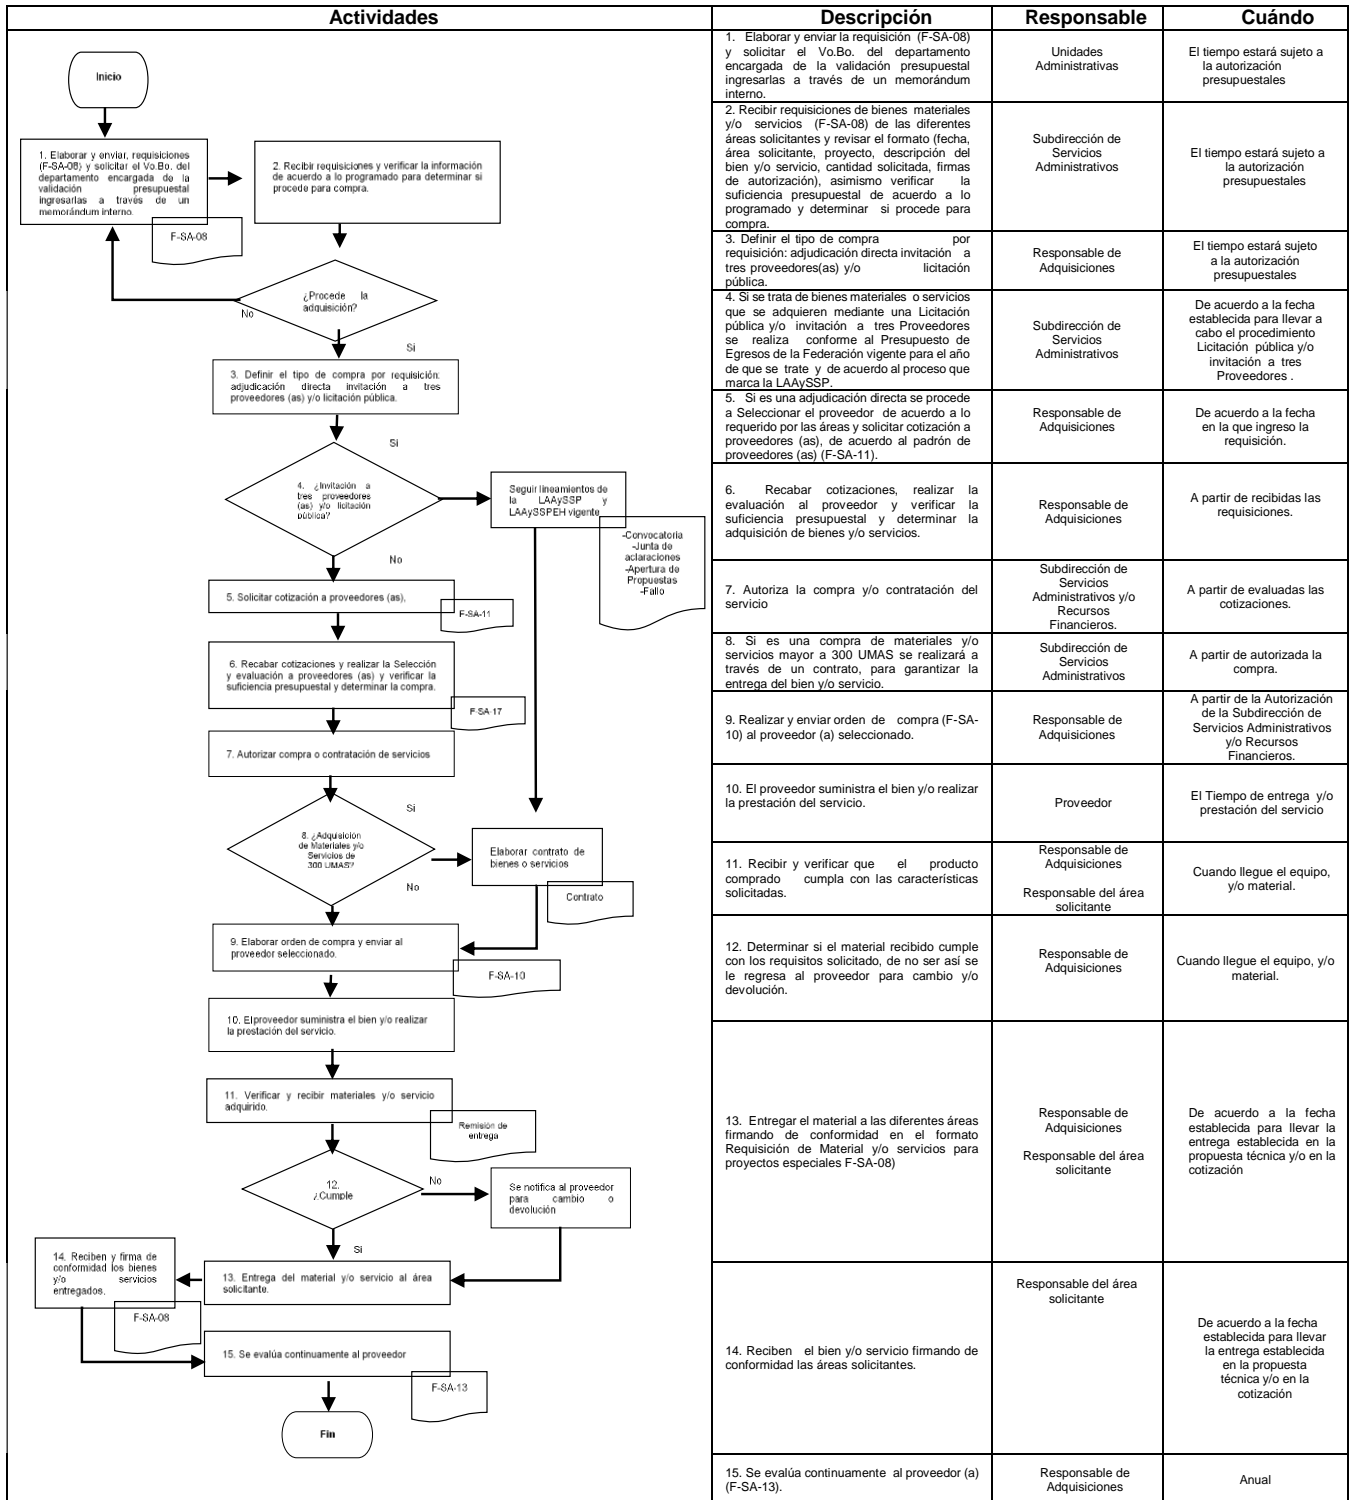 Actividades
Descripción
Responsable
Cuándo
Inicio
1. Elaborar y enviar, requisiciones
(F-SA-08) y solicitar el Vo.Bo. del
departamento encargada de la
validación presupuestal
ingresarlas a través de un
memorándum interno.
F-SA-08
2. Recibir requisiciones y verificar la información
de acuerdo a lo programado para determinar si
procede para compra.
¿Procede la
adquisición?
No
Si
3. Definir el tipo de compra por requisición:
adjudicación directa invitación a tres
proveedores (as) y/o licitación pública.
Si
4. ¿Invitación a
tres proveedores
(as) y/o licitación
pública?
No
Seguir lineamientos de
la LAAySSP y
LAAySSPEH vigente
-Convocatoria
-Junta de
aclaraciones
-Apertura de
Propuestas
-Fallo
5. Solicitar cotización a proveedores (as),
F-SA-11
6. Recabar cotizaciones y realizar la Selección
y evaluación a proveedores (as) y verificar la
suficiencia presupuestal y determinar la compra.
F-SA-17
7. Autorizar compra o contratación de servicios
Si
8. ¿Adquisición
de Materiales y/o
Servicios de
300 UMAS?
No
Elaborar contrato de
bienes o servicios
Contrato
9. Elaborar orden de compra y enviar al
proveedor seleccionado.
F-SA-10
10. El proveedor suministra el bien y/o realizar
la prestación del servicio.
11. Verificar y recibir materiales y/o servicio
adquirido.
Remisión de
entrega
12.
¿Cumple
No
Si
Se notifica al proveedor
para cambio o
devolución
13. Entrega del material y/o servicio al área
solicitante.
14. Reciben y firma de
conformidad los bienes
y/o servicios
entregados.
F-SA-08
15. Se evalúa continuamente al proveedor
F-SA-13
Fin
1. Elaborar y enviar la requisición (F-SA-08)
y solicitar el Vo.Bo. del departamento
encargada de la validación presupuestal
ingresarlas a través de un memorándum
interno.
Unidades
Administrativas
El tiempo estará sujeto a
la autorización
presupuestales
2. Recibir requisiciones de bienes materiales
y/o servicios (F-SA-08) de las diferentes
áreas solicitantes y revisar el formato (fecha,
área solicitante, proyecto, descripción del
bien y/o servicio, cantidad solicitada, firmas
de autorización), asimismo verificar la
suficiencia presupuestal de acuerdo a lo
programado y determinar si procede para
compra.
Subdirección de
Servicios
Administrativos
El tiempo estará sujeto a
la autorización
presupuestales
3. Definir el tipo de compra por
requisición: adjudicación directa invitación a
tres proveedores(as) y/o licitación
pública.
Responsable de
Adquisiciones
El tiempo estará sujeto
a la autorización
presupuestales
4. Si se trata de bienes materiales o servicios
que se adquieren mediante una Licitación
pública y/o invitación a tres Proveedores
se realiza conforme al Presupuesto de
Egresos de la Federación vigente para el año
de que se trate y de acuerdo al proceso que
marca la LAAySSP.
Subdirección de
Servicios
Administrativos
De acuerdo a la fecha
establecida para llevar a
cabo el procedimiento
Licitación pública y/o
invitación a tres
Proveedores .
5. Si es una adjudicación directa se procede
a Seleccionar el proveedor de acuerdo a lo
requerido por las áreas y solicitar cotización a
proveedores (as), de acuerdo al padrón de
proveedores (as) (F-SA-11).
Responsable de
Adquisiciones
De acuerdo a la fecha
en la que ingreso la
requisición.
6. Recabar cotizaciones, realizar la
evaluación al proveedor y verificar la
suficiencia presupuestal y determinar la
adquisición de bienes y/o servicios.
Responsable de
Adquisiciones
A partir de recibidas las
requisiciones.
7. Autoriza la compra y/o contratación del
servicio
Subdirección de
Servicios
Administrativos y/o
Recursos
Financieros.
A partir de evaluadas las
cotizaciones.
8. Si es una compra de materiales y/o
servicios mayor a 300 UMAS se realizará a
través de un contrato, para garantizar la
entrega del bien y/o servicio.
Subdirección de
Servicios
Administrativos
A partir de autorizada la
compra.
9. Realizar y enviar orden de compra (F-SA-
10) al proveedor (a) seleccionado.
Responsable de
Adquisiciones
A partir de la Autorización
de la Subdirección de
Servicios Administrativos
y/o Recursos
Financieros.
10. El proveedor suministra el bien y/o realizar
la prestación del servicio.
Proveedor
El Tiempo de entrega y/o
prestación del servicio
11. Recibir y verificar que el producto
comprado cumpla con las características
solicitadas.
Responsable de
Adquisiciones
Responsable del área
solicitante
Cuando llegue el equipo,
y/o material.
12. Determinar si el material recibido cumple
con los requisitos solicitado, de no ser así se
le regresa al proveedor para cambio y/o
devolución.
Responsable de
Adquisiciones
Cuando llegue el equipo, y/o
material.
13. Entregar el material a las diferentes áreas
firmando de conformidad en el formato
Requisición de Material y/o servicios para
proyectos especiales F-SA-08)
Responsable de
Adquisiciones
Responsable del área
solicitante
De acuerdo a la fecha
establecida para llevar la
entrega establecida en la
propuesta técnica y/o en la
cotización
14. Reciben el bien y/o servicio firmando de
conformidad las áreas solicitantes.
Responsable del área
solicitante
De acuerdo a la fecha
establecida para llevar
la entrega establecida
en la propuesta
técnica y/o en la
cotización
15. Se evalúa continuamente al proveedor (a)
(F-SA-13).
Responsable de
Adquisiciones
Anual